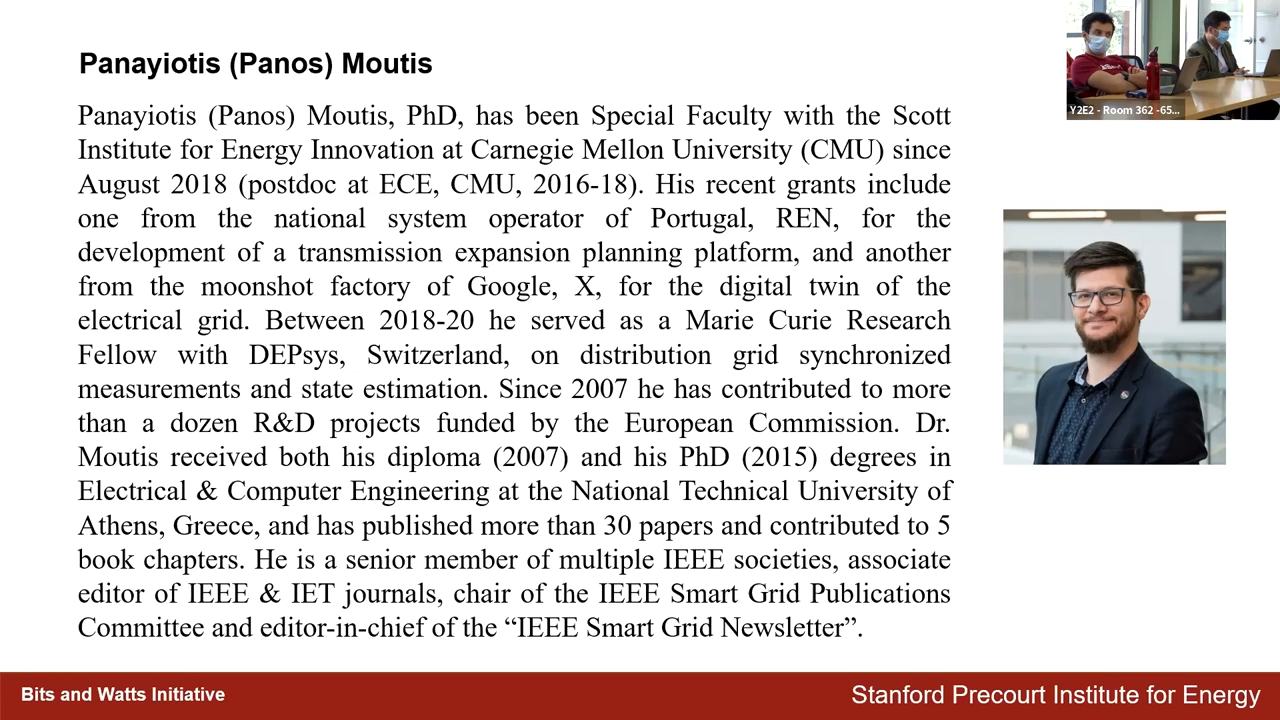 Panayiotis (Panos) Moutis
Panayiotis (Panos) Moutis, PhD, has been Special Faculty with the Scott
Institute for Energy Innovation at Carnegie Mellon University (CMU) since
August 2018 (postdoc at ECE, CMU, 2016-18). His recent grants include
one from the national system operator of Portugal, REN, for the
development of a transmission expansion planning platform, and another
from the moonshot factory of Google, X, for the digital twin of the
electrical grid. Between 2018-20 he served as a Marie Curie Research
Fellow with DEPsys, Switzerland, on distribution grid synchronized
measurements and state estimation. Since 2007 he has contributed to more
than a dozen R&D projects funded by the European Commission. Dr.
Moutis received both his diploma (2007) and his PhD (2015) degrees in
Electrical & Computer Engineering at the National Technical University of
Athens, Greece, and has published more than 30 papers and contributed to 5
book chapters. He is a senior member of multiple IEEE societies, associate
editor of IEEE & IET journals, chair of the IEEE Smart Grid Publications
Committee and editor-in-chief of the “IEEE Smart Grid Newsletter”.
Y2E2 - Room 362 -65...
Bits and Watts Initiative
Stanford Precourt Institute for Energy